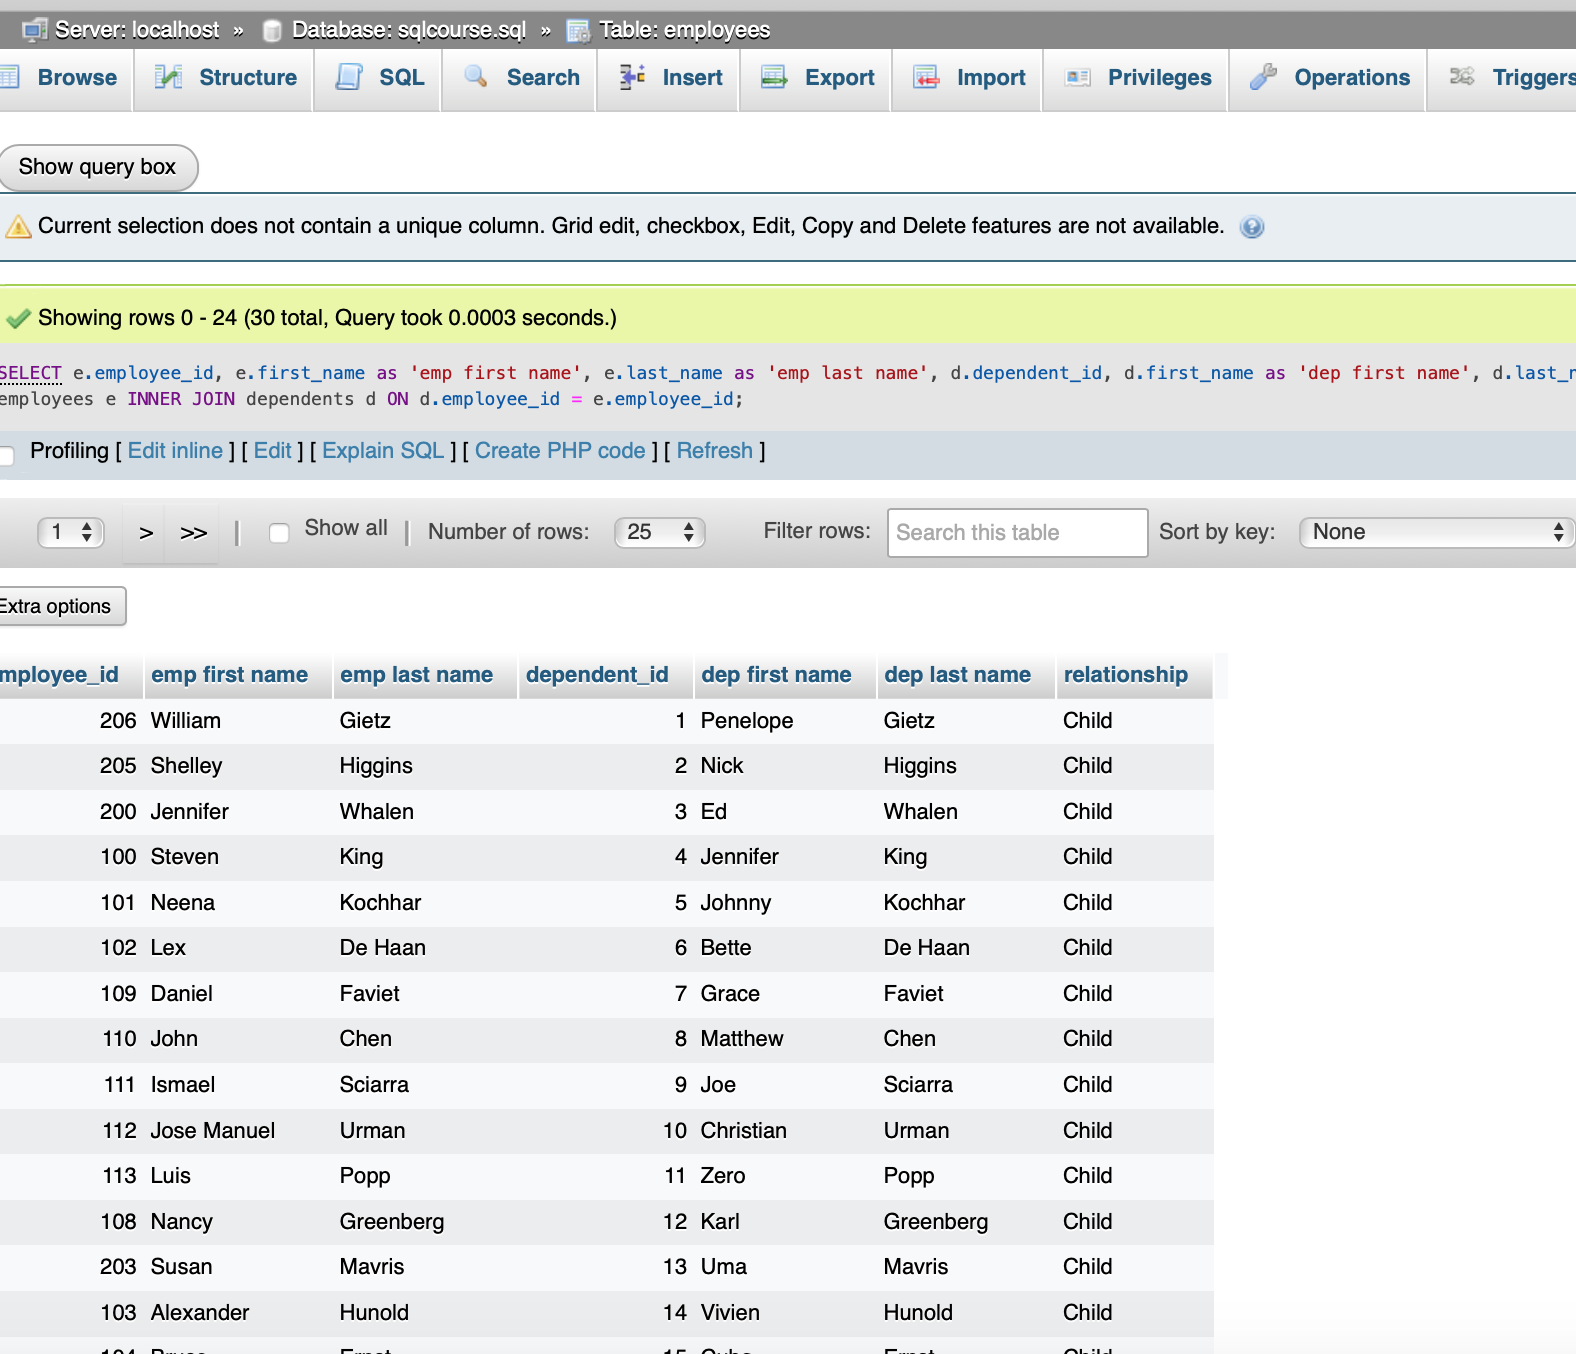 Server: localhost » Database: sqlcourse.sql » Table: employees
Browse Structure SQL Search Insert Export Import Privileges Operations Triggers
Show query box
Current selection does not contain a unique column. Grid edit, checkbox, Edit, Copy and Delete features are not available.
Showing rows 0 - 24 (30 total, Query took 0.0003 seconds.)
SELECT e.employee_id, e.first_name as 'emp first name', e.last_name as 'emp last name', d.dependent_id, d.first_name as 'dep first name', d.last_n
employees e INNER JOIN dependents d ON d.employee_id = e.employee_id;
Profiling [ Edit inline ] [ Edit ] [ Explain SQL ] [ Create PHP code ] [ Refresh ]
1 > >> | Show all | Number of rows: 25 Filter rows: Search this table Sort by key: None
Extra options
mployee_id emp first name emp last name dependent_id dep first name dep last name relationship
206 William Gietz 1 Penelope Gietz Child
205 Shelley Higgins 2 Nick Higgins Child
200 Jennifer Whalen 3 Ed Whalen Child
100 Steven King 4 Jennifer King Child
101 Neena Kochhar 5 Johnny Kochhar Child
102 Lex De Haan 6 Bette De Haan Child
109 Daniel Faviet 7 Grace Faviet Child
110 John Chen 8 Matthew Chen Child
111 Ismael Sciarra 9 Joe Sciarra Child
112 Jose Manuel Urman 10 Christian Urman Child
113 Luis Popp 11 Zero Popp Child
108 Nancy Greenberg 12 Karl Greenberg Child
203 Susan Mavris 13 Uma Mavris Child
103 Alexander Hunold 14 Vivien Hunold Child